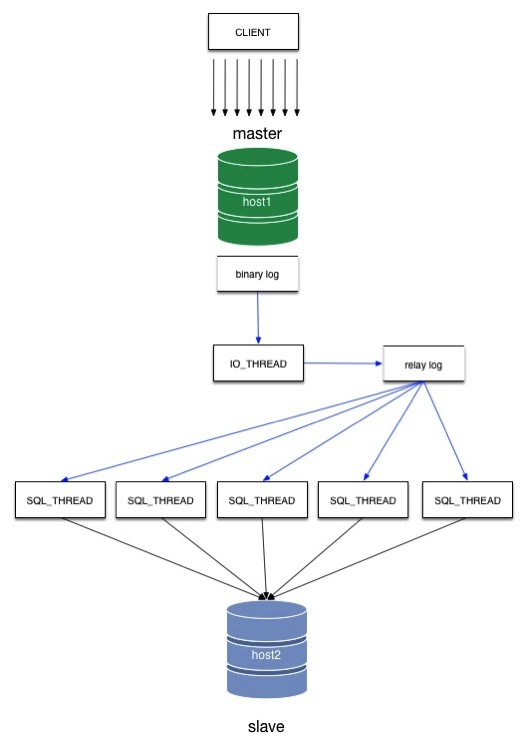 CLIENT
master
host1
binary log
IO_THREAD
relay log
SQL_THREAD
SQL_THREAD
SQL_THREAD
SQL_THREAD
SQL_THREAD
host2
slave